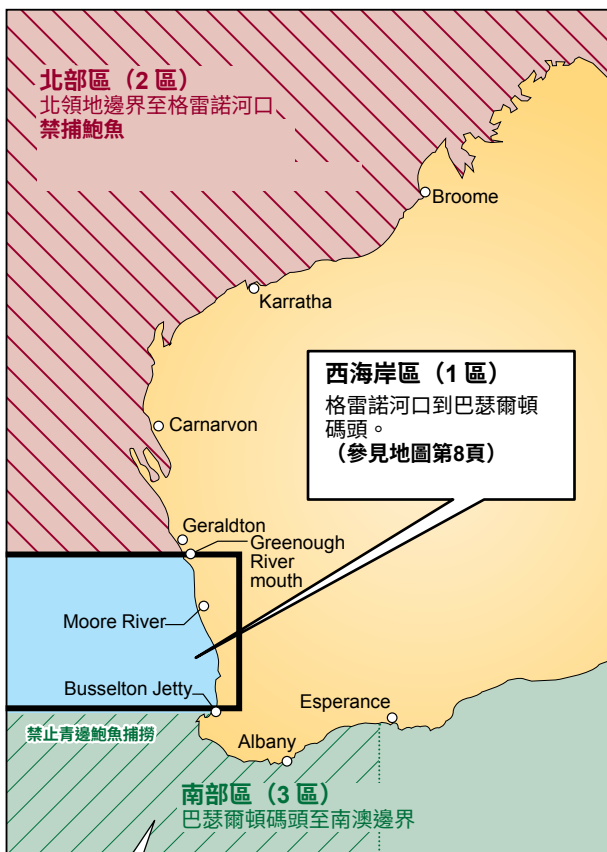 北部區（2 區）
北領地邊界至格雷諾河口
禁捕鮑魚
Broome
Karratha
西海岸區（1 區）
格雷諾河口到巴瑟爾頓
碼頭。
（參見地圖第8頁）
Carnarvon
Geraldton
Greenough
River
mouth
Moore River
Busselton Jetty
Esperance
禁止青邊鮑魚捕撈
Albany
南部區（3 區）
巴瑟爾頓碼頭至南澳邊界